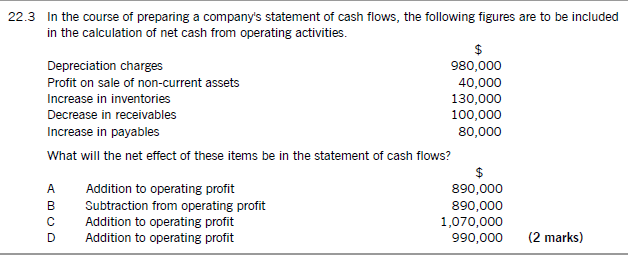 22.3 In the course of preparing a company's statement of cash flows, the following figures are to be included
in the calculation of net cash from operating activities.
$
Depreciation charges 980,000
Profit on sale of non-current assets 40,000
Increase in inventories 130,000
Decrease in receivables 100,000
Increase in payables 80,000
What will the net effect of these items be in the statement of cash flows?
$
A Addition to operating profit 890,000
B Subtraction from operating profit 890,000
C Addition to operating profit 1,070,000
D Addition to operating profit 990,000 (2 marks)